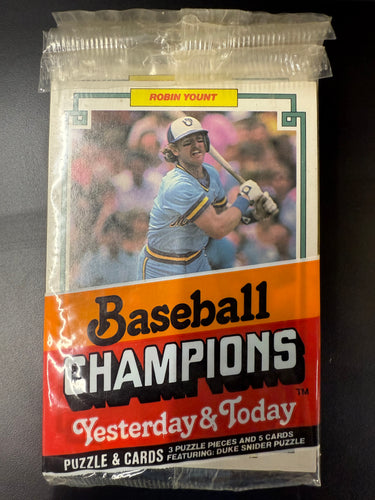 ROBIN YOUNT
Baseball
CHAMPIONS
TM
Yesterday & Today
PUZZLE & CARDS
3 PUZZLE PIECES AND 5 CARDS
FEATURING: DUKE SNIDER PUZZLE